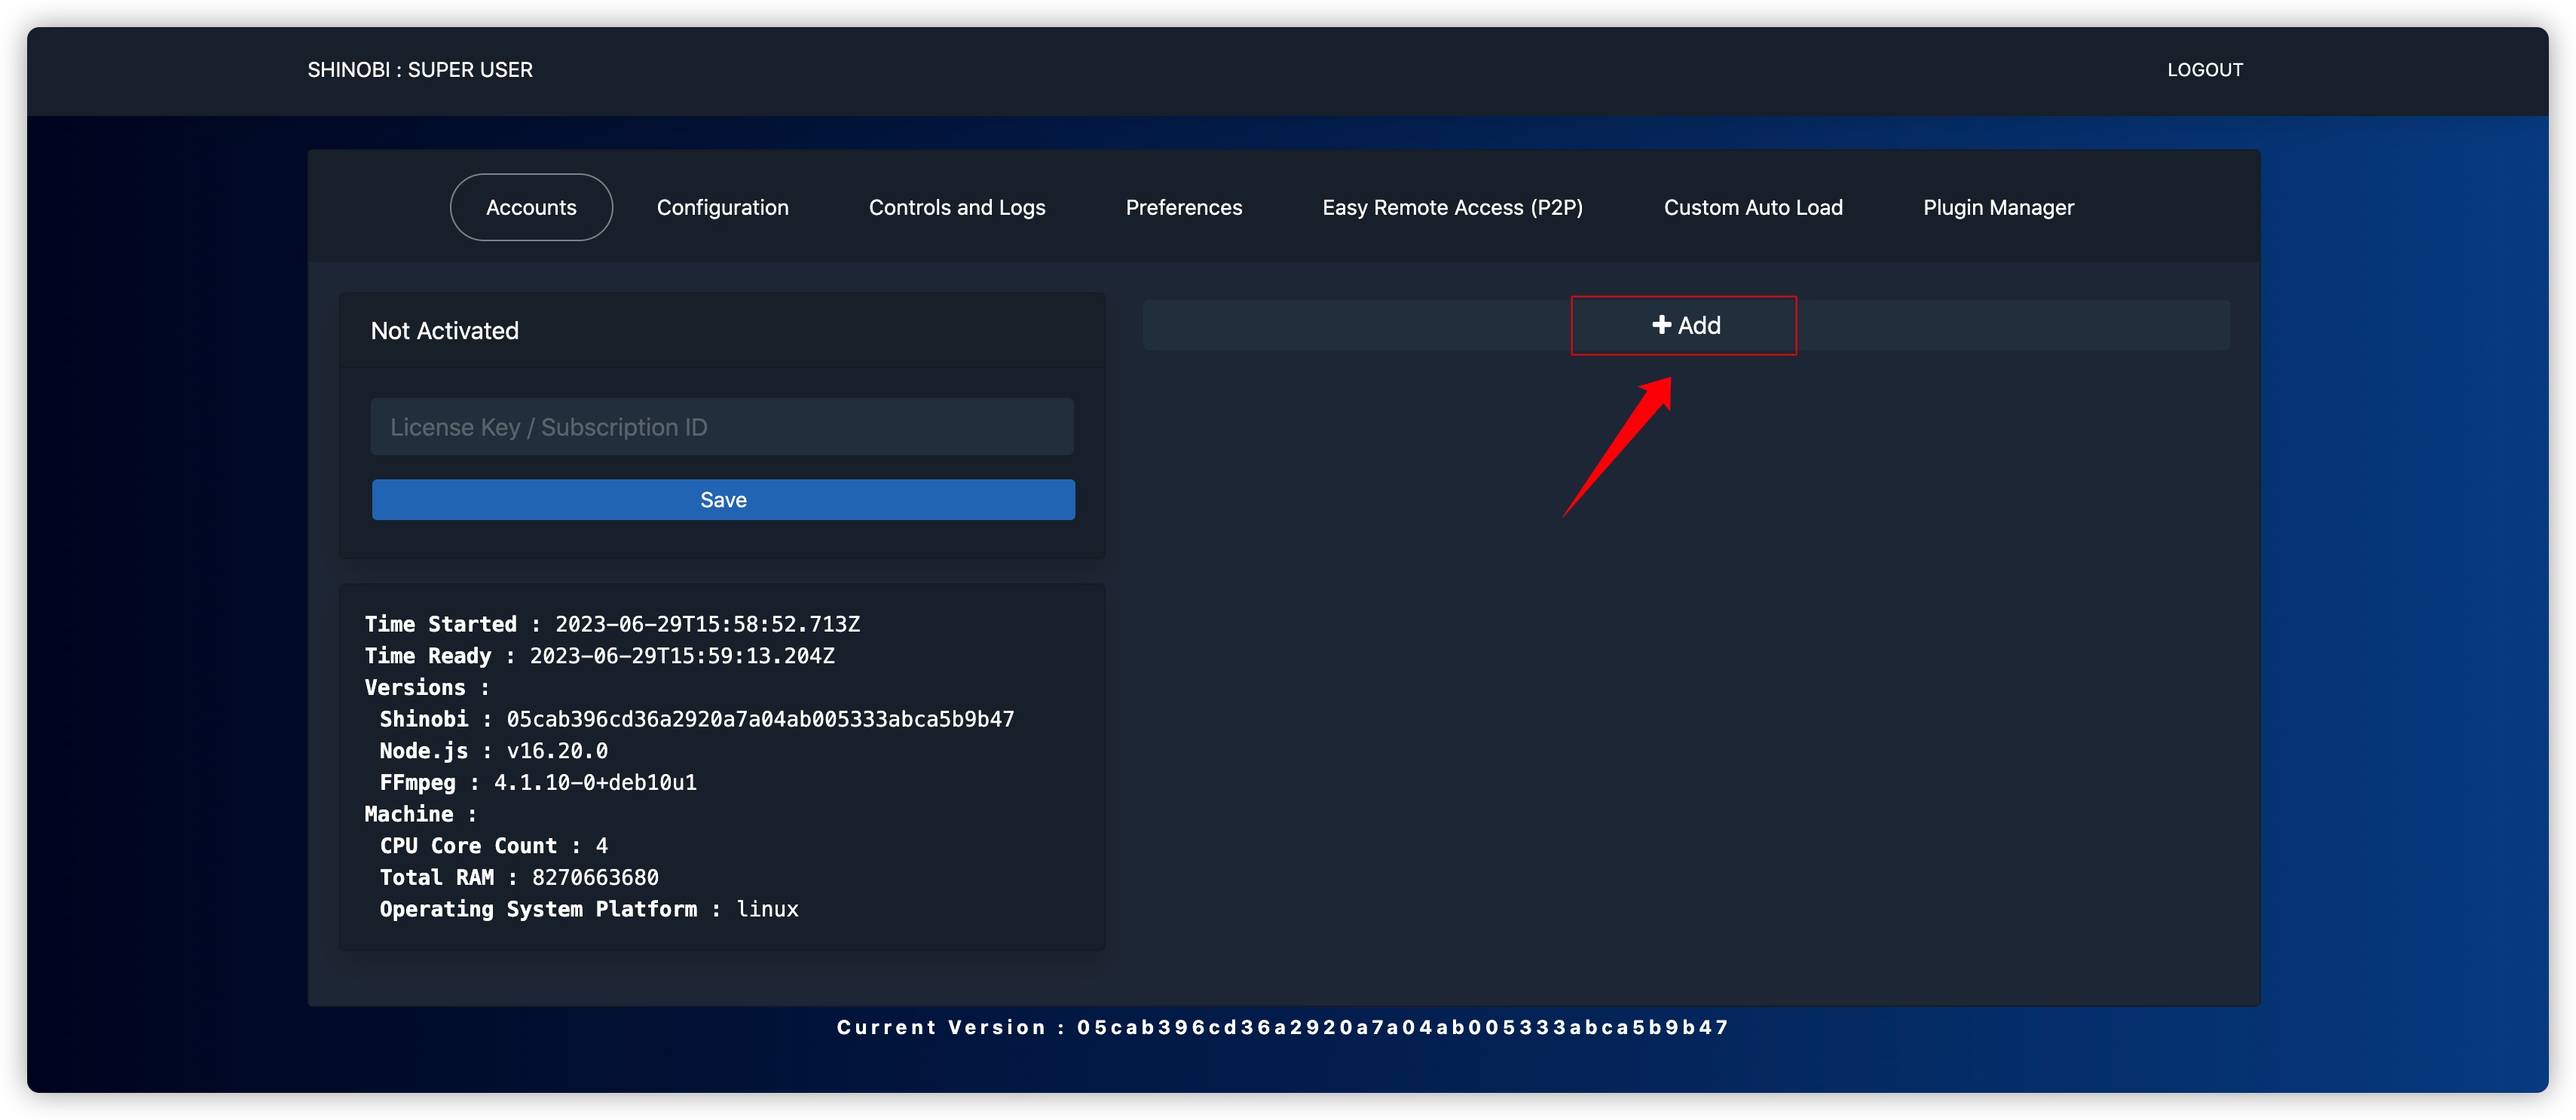 SHINOBI : SUPER USER
LOGOUT
Accounts
Configuration
Controls and Logs
Preferences
Easy Remote Access (P2P)
Custom Auto Load
Plugin Manager
Not Activated
License Key / Subscription ID
Save
Add
Time Started : 2023-06-29T15:58:52.713Z
Time Ready : 2023-06-29T15:59:13.204Z
Versions :
Shinobi : 05cab396cd36a2920a7a04ab005333abca5b9b47
Node.js : v16.20.0
FFmpeg : 4.1.10-0+deb10u1
Machine :
CPU Core Count : 4
Total RAM : 8270663680
Operating System Platform : linux
Current Version : 05cab396cd36a2920a7a04ab005333abca5b9b47